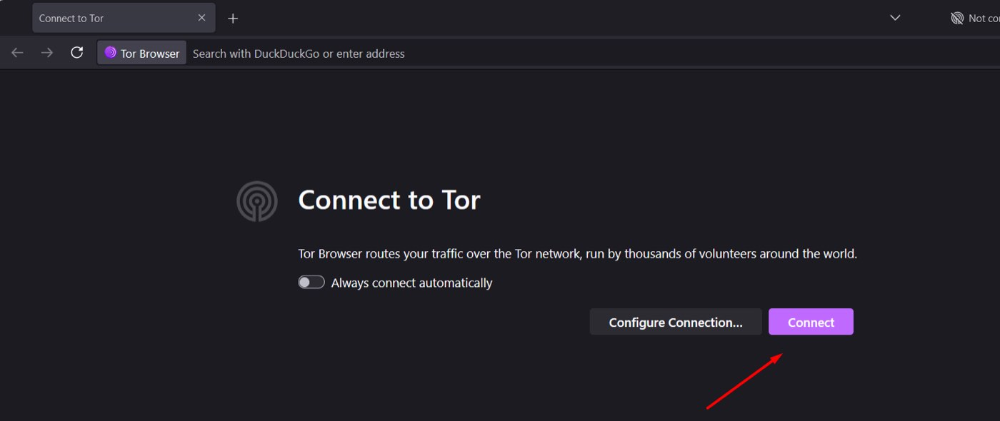 Connect to Tor
Not co
Tor Browser
Search with DuckDuckGo or enter address
Connect to Tor
Tor Browser routes your traffic over the Tor network, run by thousands of volunteers around the world.
Always connect automatically
Configure Connection...
Connect